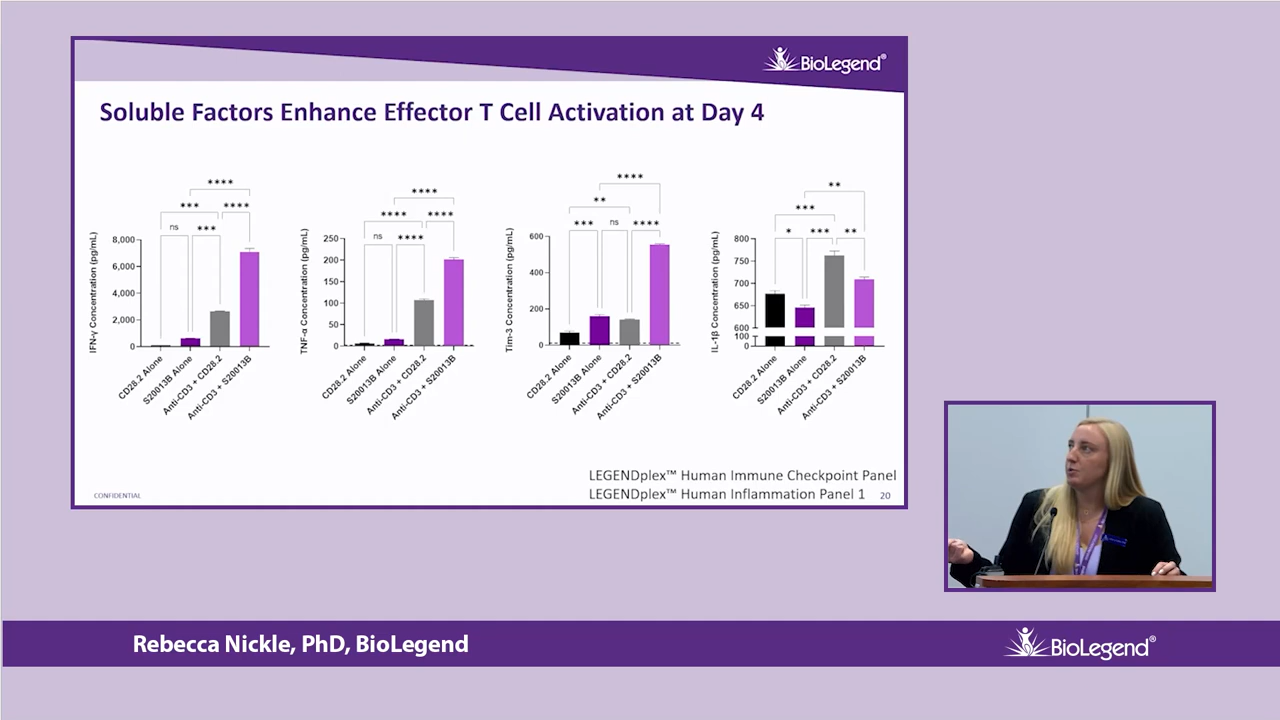 BioLegend®
Soluble Factors Enhance Effector T Cell Activation at Day 4
IFN-γ Concentration (pg/mL)
8,000
6,000
4,000
2,000
0
ns
***
***
****
****
CD28.2 Alone
S20013B Alone
Anti-CD3 + CD28.2
Anti-CD3 + S20013B
TNF-α Concentration (pg/mL)
250
200
150
100
50
0
ns
****
****
****
****
CD28.2 Alone
S20013B Alone
Anti-CD3 + CD28.2
Anti-CD3 + S20013B
Tim-3 Concentration (pg/mL)
600
400
200
0
***
ns
****
**
****
CD28.2 Alone
S20013B Alone
Anti-CD3 + CD28.2
Anti-CD3 + S20013B
IL-1β Concentration (pg/mL)
800
750
700
650
600
100
0
*
***
**
***
**
CD28.2 Alone
S20013B Alone
Anti-CD3 + CD28.2
Anti-CD3 + S20013B
LEGENDplex™ Human Immune Checkpoint Panel
LEGENDplex™ Human Inflammation Panel 1
CONFIDENTIAL
20
Rebecca Nickle, PhD, BioLegend
BioLegend®